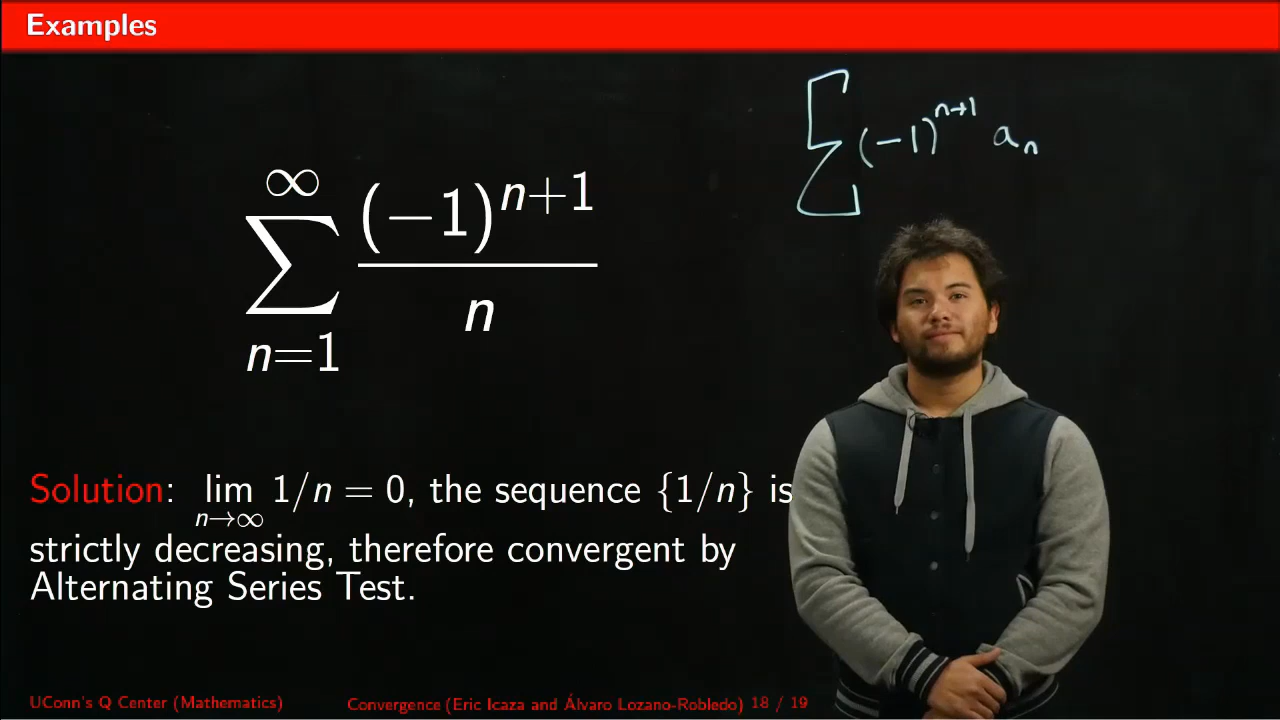 Examples
∑ (-1)^{n+1} a_n
∞
∑ (−1)^{n+1} / n
n=1
Solution: lim_{n→∞} 1/n = 0, the sequence {1/n} is
strictly decreasing, therefore convergent by
Alternating Series Test.
UConn's Q Center (Mathematics) Convergence (Eric Icaza and Álvaro Lozano-Robledo) 18 / 19